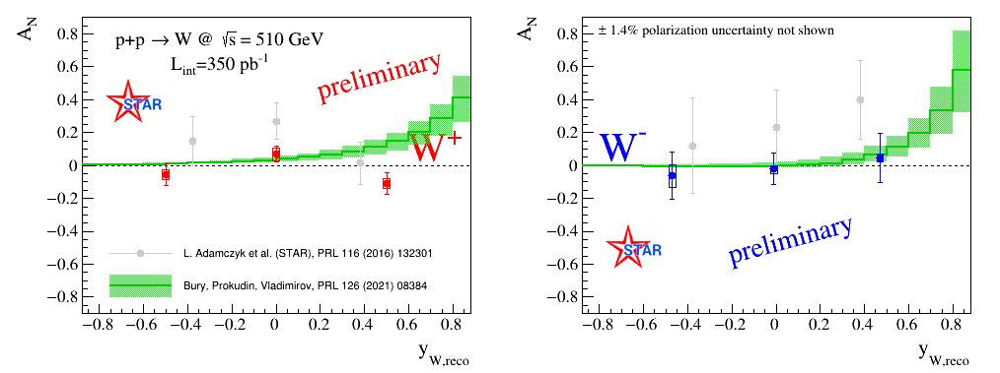 A_N
p+p → W @ √s = 510 GeV
L_int=350 pb^-1
preliminary
STAR
W+
L. Adamczyk et al. (STAR), PRL 116 (2016) 132301
Bury, Prokudin, Vladimirov, PRL 126 (2021) 08384
0.8
0.6
0.4
0.2
0
−0.2
−0.4
−0.6
−0.8
−0.8 −0.6 −0.4 −0.2 0 0.2 0.4 0.6 0.8
y_W,reco
A_N
± 1.4% polarization uncertainty not shown
W-
preliminary
STAR
0.8
0.6
0.4
0.2
0
−0.2
−0.4
−0.6
−0.8
−0.8 −0.6 −0.4 −0.2 0 0.2 0.4 0.6 0.8
y_W,reco